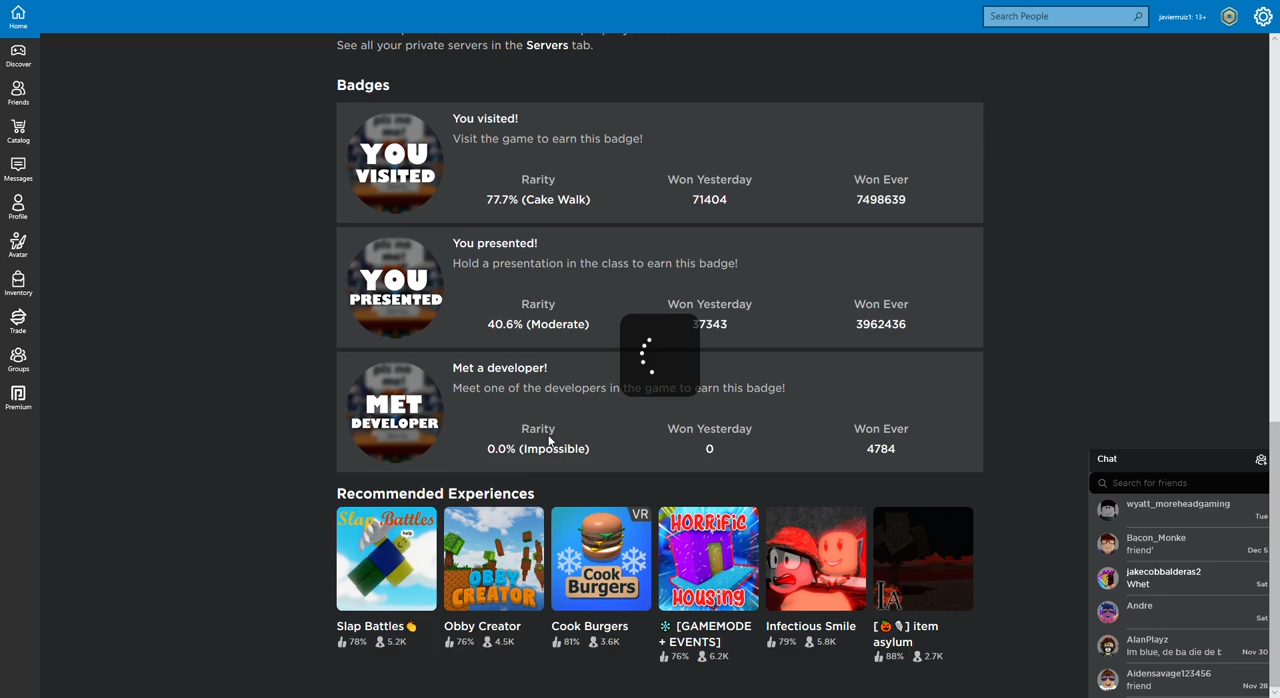 Home
Search People
javierrruiz1: 13+
Discover
Friends
Catalog
Messages
Profile
Avatar
Inventory
Trade
Groups
Premium
See all your private servers in the Servers tab.
Badges
pls no
me!
YOU
VISITED
You visited!
Visit the game to earn this badge!
Rarity
Won Yesterday
Won Ever
77.7% (Cake Walk)
71404
7498639
YOU
PRESENTED
You presented!
Hold a presentation in the class to earn this badge!
Rarity
Won Yesterday
Won Ever
40.6% (Moderate)
37343
3962436
MET
DEVELOPER
Met a developer!
Meet one of the developers in the game to earn this badge!
Rarity
Won Yesterday
Won Ever
0.0% (Impossible)
0
4784
Recommended Experiences
Slap Battles
help
Slap Battles👏
78% 5.2K
OBBY
CREATOR
Obby Creator
76% 4.5K
VR
Cook
Burgers
Cook Burgers
81% 3.6K
HORRIFIC
HOUSING
❄️ [GAMEMODE
+ EVENTS]
76% 6.2K
Infectious Smile
79% 5.8K
IA
[🎃🎙️] item
asylum
88% 2.7K
Chat
Search for friends
wyatt_moreheadgaming
Tue
Bacon_Monke
friend'
Dec 5
jakecobbalderas2
Whet
Sat
Andre
Sat
AlanPlayz
Im blue, de ba die de b
Nov 30
Aidensavage123456
friend
Nov 28